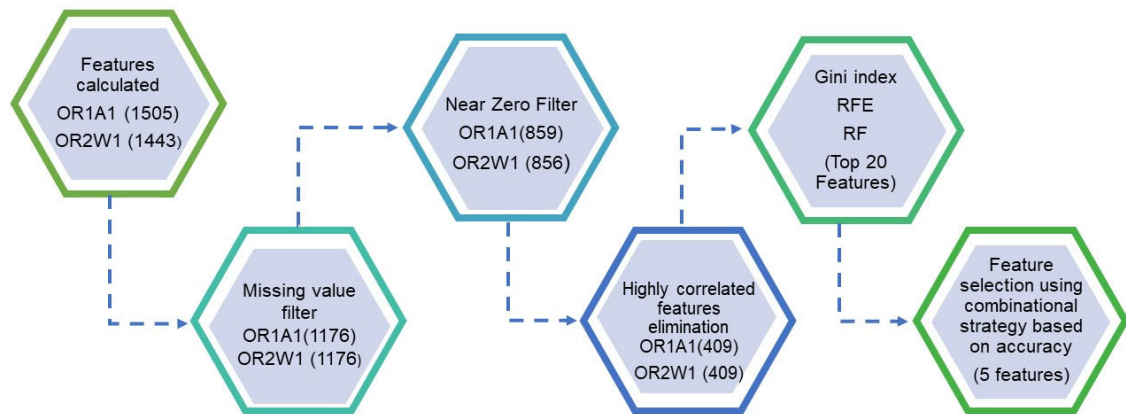 Features
calculated
OR1A1 (1505)
OR2W1 (1443)
Missing value
filter
OR1A1(1176)
OR2W1 (1176)
Near Zero Filter
OR1A1(859)
OR2W1 (856)
Highly correlated
features
elimination
OR1A1(409)
OR2W1 (409)
Gini index
RFE
RF
(Top 20
Features)
Feature
selection using
combinational
strategy based
on accuracy
(5 features)